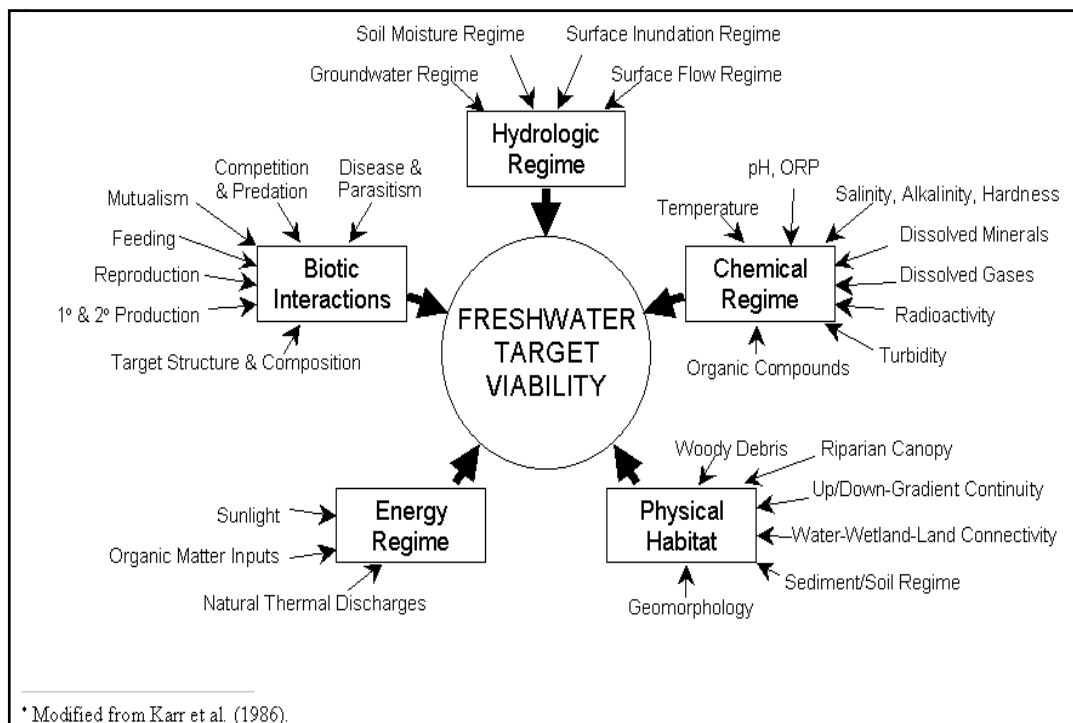 Soil Moisture Regime
Surface Inundation Regime
Groundwater Regime
Surface Flow Regime
Hydrologic
Regime
Competition
& Predation
Disease &
Parasitism
Mutualism
Feeding
Reproduction
1º & 2º Production
Target Structure & Composition
Biotic
Interactions
pH, ORP
Temperature
Salinity, Alkalinity, Hardness
Dissolved Minerals
Dissolved Gases
Radioactivity
Turbidity
Organic Compounds
Chemical
Regime
FRESHWATER
TARGET
VIABILITY
Sunlight
Organic Matter Inputs
Natural Thermal Discharges
Energy
Regime
Woody Debris
Riparian Canopy
Up/Down-Gradient Continuity
Water-Wetland-Land Connectivity
Sediment/Soil Regime
Geomorphology
Physical
Habitat
* Modified from Karr et al. (1986).